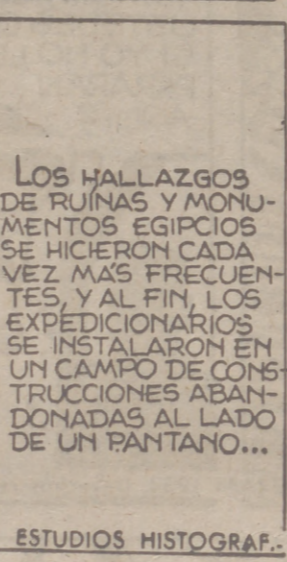 LOS HALLAZGOS
DE RUÍNAS Y MONU-
MENTOS EGIPCIOS
SE HICIERON CADA
VEZ MÁS FRECUEN-
TES, Y AL FIN, LOS
EXPEDICIONARIOS
SE INSTALARON EN
UN CAMPO DE CONS-
TRUCCIONES ABAN-
DONADAS AL LADO
DE UN PANTANO...
ESTUDIOS HISTOGRAF.-